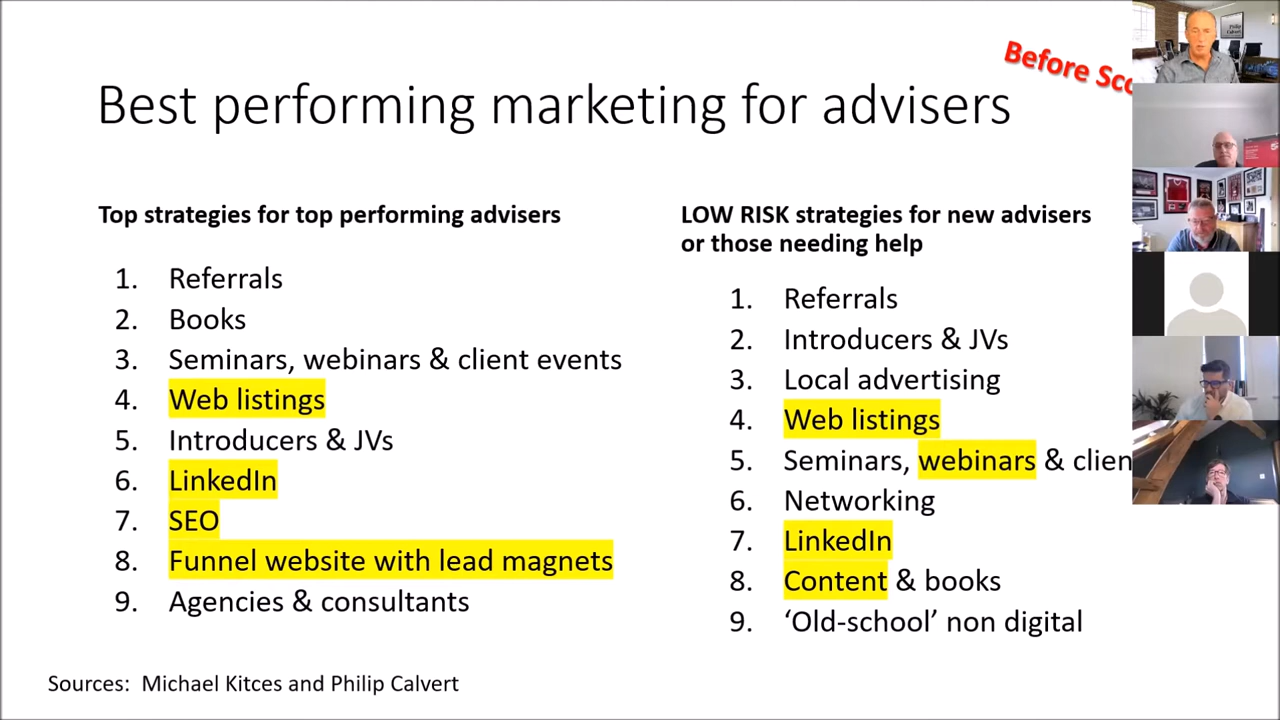 Before
Best performing marketing for advisers
Top strategies for top performing advisers
1. Referrals
2. Books
3. Seminars, webinars & client events
4. Web listings
5. Introducers & JVs
6. LinkedIn
7. SEO
8. Funnel website with lead magnets
9. Agencies & consultants
LOW RISK strategies for new advisers
or those needing help
1. Referrals
2. Introducers & JVs
3. Local advertising
4. Web listings
5. Seminars, webinars &
6. Networking
7. LinkedIn
8. Content & books
9. ‘Old-school’ non digital
Sources: Michael Kitces and Philip Calvert
Philip
Calvert